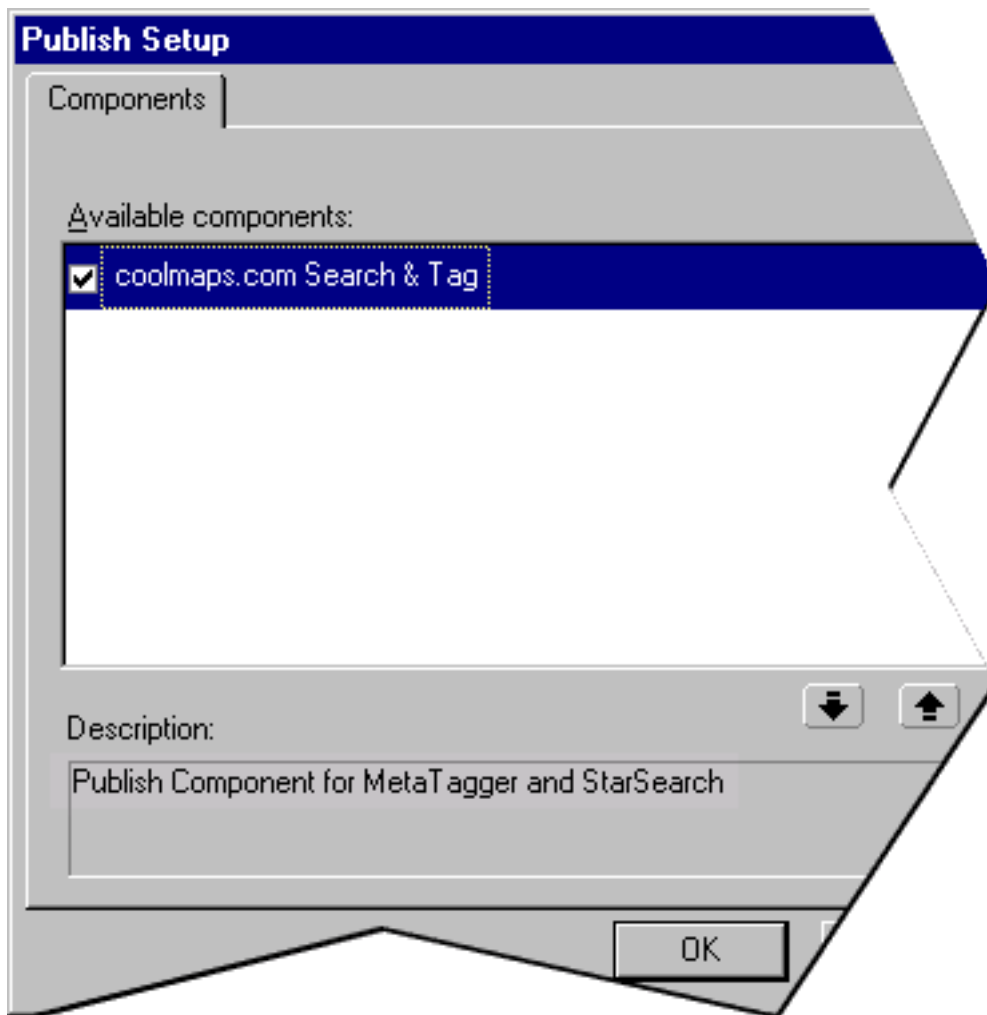 Publish Setup
Components
Available components:
coolmaps.com Search & Tag
Description:
Publish Component for MetaTagger and StarSearch
OK